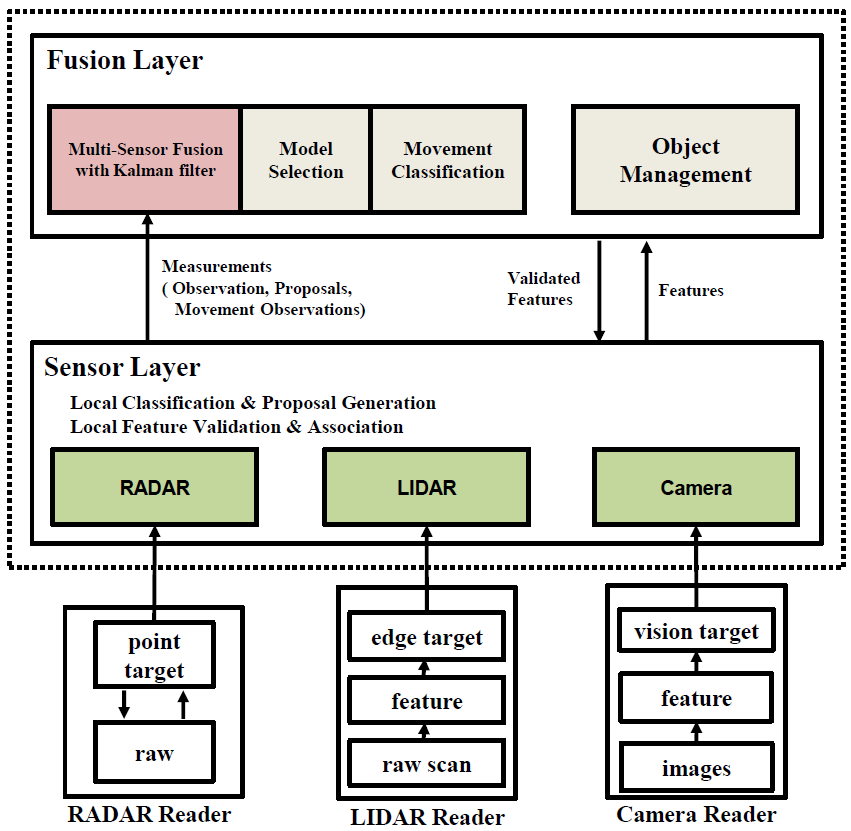 Fusion Layer
Multi-Sensor Fusion
with Kalman filter
Model
Selection
Movement
Classification
Object
Management
Measurements
( Observation, Proposals,
Movement Observations)
Validated
Features
Features
Sensor Layer
Local Classification & Proposal Generation
Local Feature Validation & Association
RADAR
LIDAR
Camera
point
target
raw
RADAR Reader
edge target
feature
raw scan
LIDAR Reader
vision target
feature
images
Camera Reader